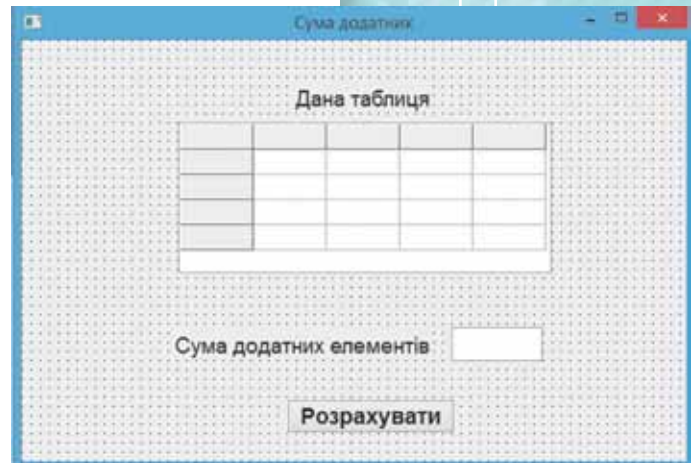 Сума додатних
Дана таблиця
Сума додатних елементів
Розрахувати